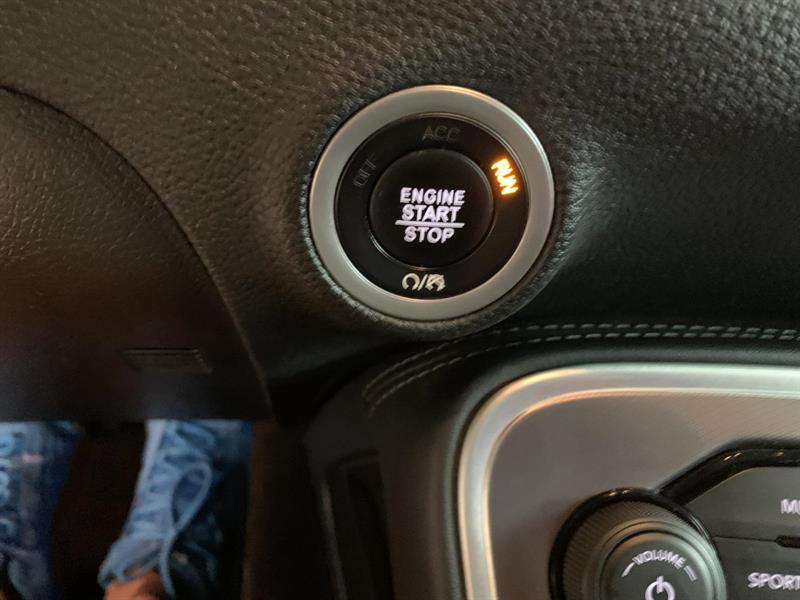 OFF
ACC
RUN
ENGINE
START
STOP
VOLUME
SPORT